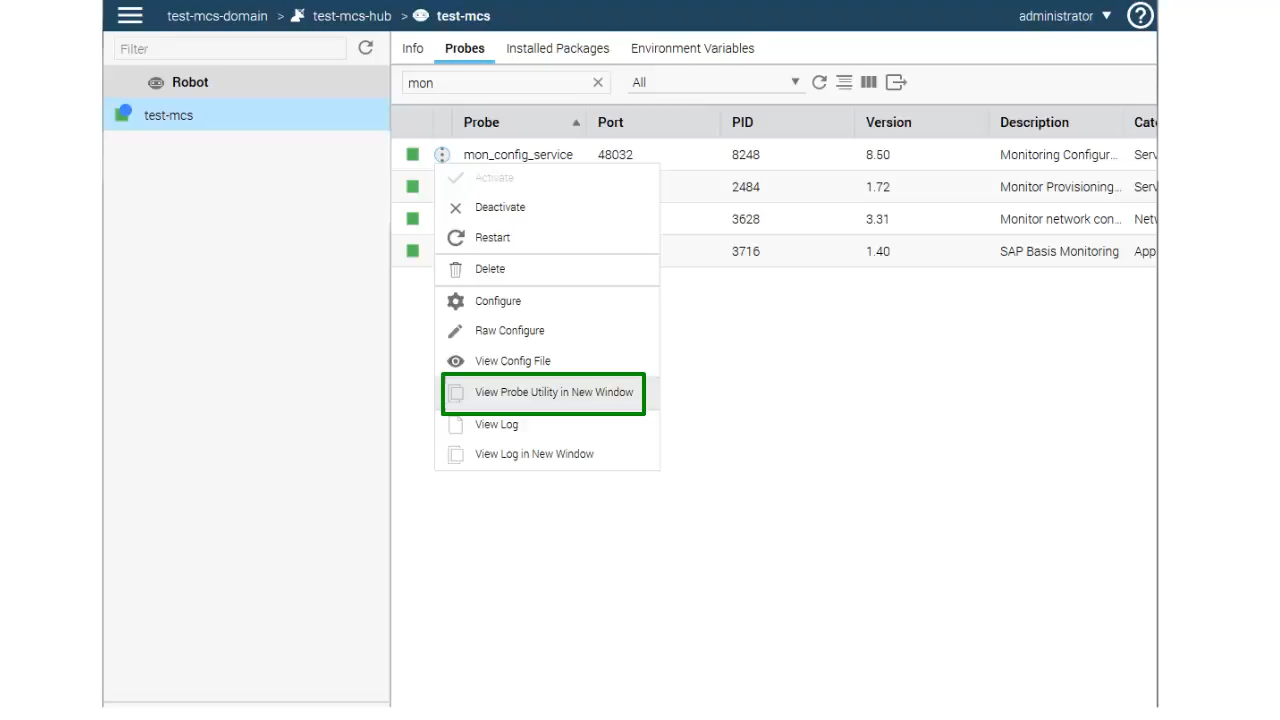 test-mcs-domain > test-mcs-hub > test-mcs administrator ?
Filter
Info Probes Installed Packages Environment Variables
Robot
mon All
test-mcs
Probe Port PID Version Description Cate
mon_config_service 48032 8248 8.50 Monitoring Configur... Serv
2484 1.72 Monitor Provisioning... Serv
3628 3.31 Monitor network con... Netv
3716 1.40 SAP Basis Monitoring App
Activate
Deactivate
Restart
Delete
Configure
Raw Configure
View Config File
View Probe Utility in New Window
View Log
View Log in New Window